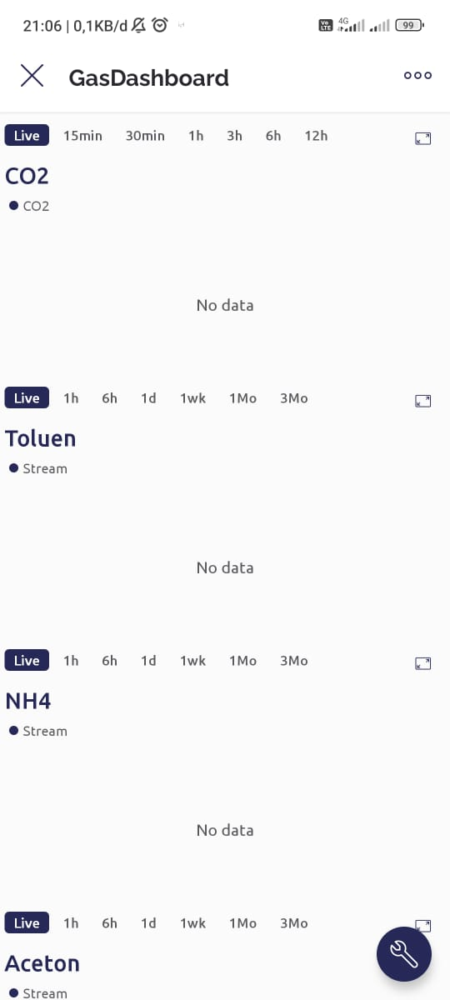 21:06 | 0,1KB/d
Vo LTE 4G 99
GasDashboard
Live 15min 30min 1h 3h 6h 12h
CO2
CO2
No data
Live 1h 6h 1d 1wk 1Mo 3Mo
Toluen
Stream
No data
Live 1h 6h 1d 1wk 1Mo 3Mo
NH4
Stream
No data
Live 1h 6h 1d 1wk 1Mo 3Mo
Aceton
Stream